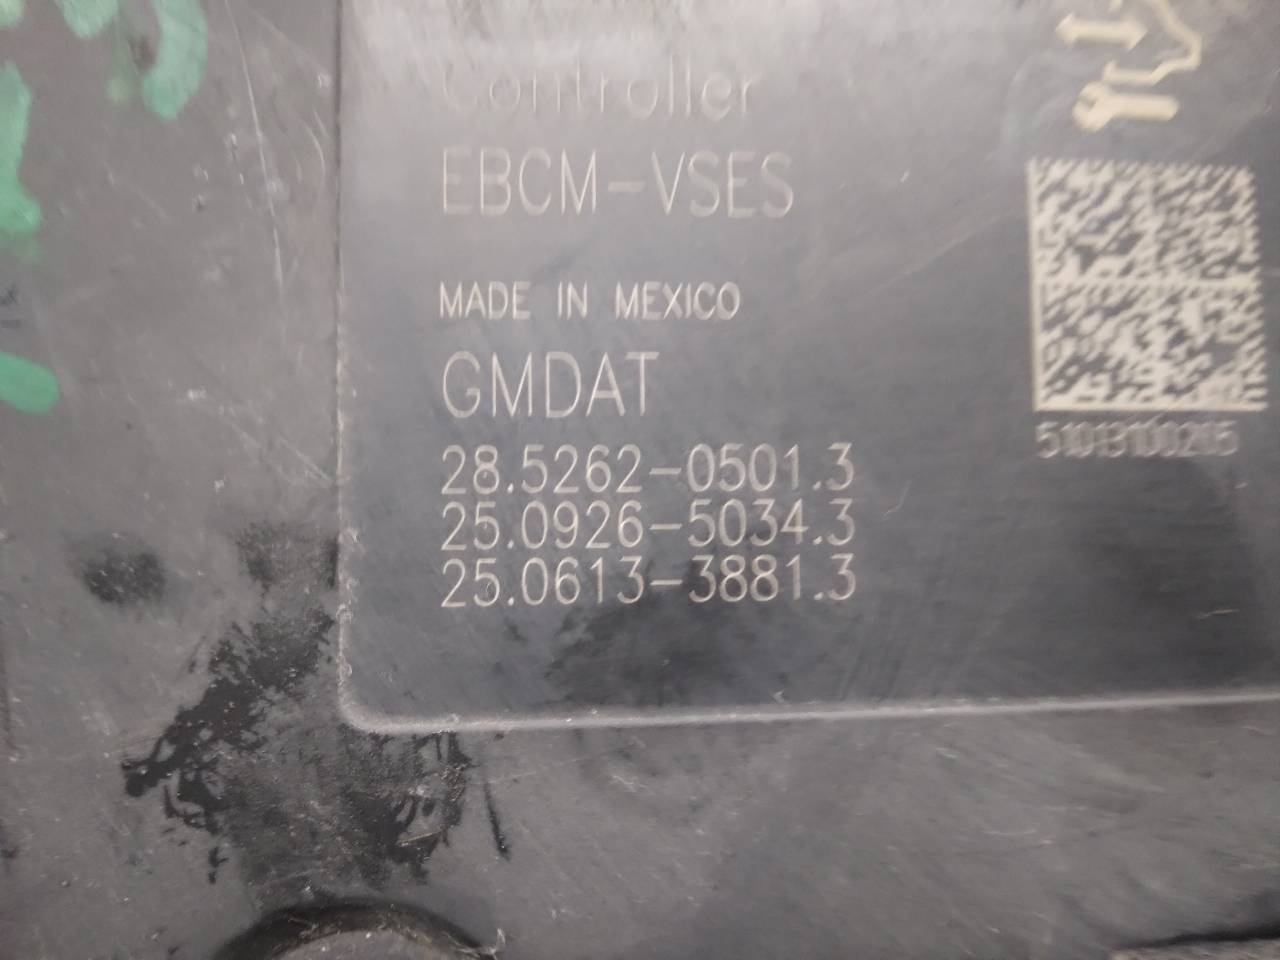 Controller
EBCM-VSES
MADE IN MEXICO
GMDAT
28.5262-0501.3
25.0926-5034.3
25.0613-3881.3